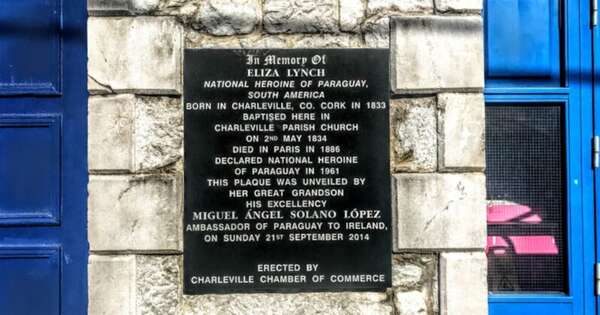 In Memory Of
ELIZA LYNCH
NATIONAL HEROINE OF PARAGUAY,
SOUTH AMERICA
BORN IN CHARLEVILLE, CO. CORK IN 1833
BAPTISED HERE IN
CHARLEVILLE PARISH CHURCH
ON 2ND MAY 1834
DIED IN PARIS IN 1886
DECLARED NATIONAL HEROINE
OF PARAGUAY IN 1961
THIS PLAQUE WAS UNVEILED BY
HER GREAT GRANDSON
HIS EXCELLENCY
MIGUEL ÁNGEL SOLANO LÓPEZ
AMBASSADOR OF PARAGUAY TO IRELAND,
ON SUNDAY 21ST SEPTEMBER 2014
ERECTED BY
CHARLEVILLE CHAMBER OF COMMERCE